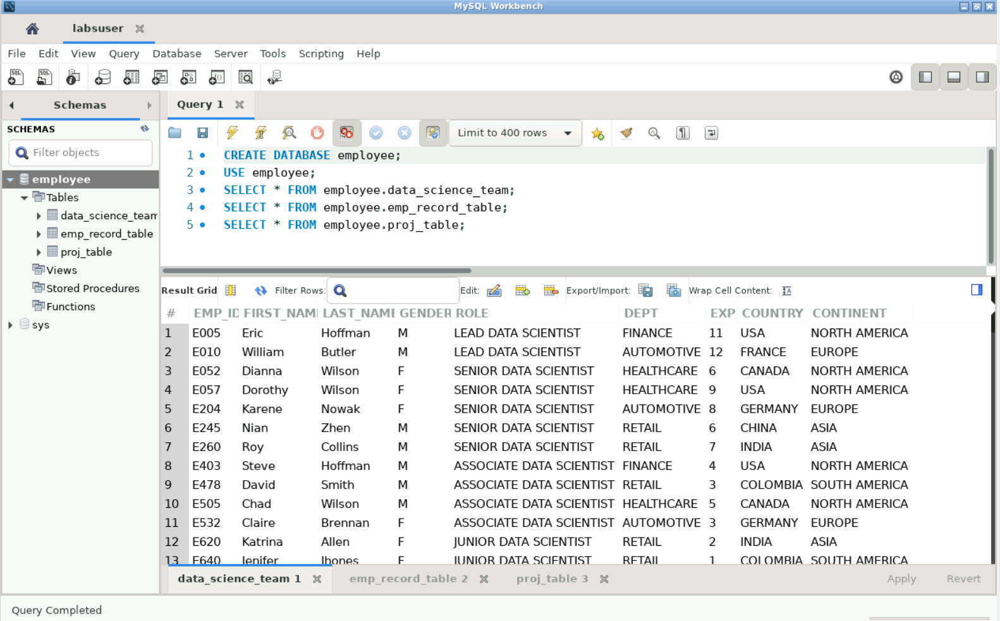 MySQL Workbench
labsuser
File Edit View Query Database Server Tools Scripting Help
Schemas
Query 1
SCHEMAS
Limit to 400 rows
Filter objects
employee
Tables
data_science_team
emp_record_table
proj_table
Views
Stored Procedures
Functions
sys
1 CREATE DATABASE employee;
2 USE employee;
3 SELECT * FROM employee.data_science_team;
4 SELECT * FROM employee.emp_record_table;
5 SELECT * FROM employee.proj_table;
Result Grid Filter Rows: Edit: Export/Import: Wrap Cell Content:
# EMP_ID FIRST_NAM LAST_NAME GENDER ROLE DEPT EXP COUNTRY CONTINENT
1 E005 Eric Hoffman M LEAD DATA SCIENTIST FINANCE 11 USA NORTH AMERICA
2 E010 William Butler M LEAD DATA SCIENTIST AUTOMOTIVE 12 FRANCE EUROPE
3 E052 Dianna Wilson F SENIOR DATA SCIENTIST HEALTHCARE 6 CANADA NORTH AMERICA
4 E057 Dorothy Wilson F SENIOR DATA SCIENTIST HEALTHCARE 9 USA NORTH AMERICA
5 E204 Karene Nowak F SENIOR DATA SCIENTIST AUTOMOTIVE 8 GERMANY EUROPE
6 E245 Nian Zhen M SENIOR DATA SCIENTIST RETAIL 6 CHINA ASIA
7 E260 Roy Collins M SENIOR DATA SCIENTIST RETAIL 7 INDIA ASIA
8 E403 Steve Hoffman M ASSOCIATE DATA SCIENTIST FINANCE 4 USA NORTH AMERICA
9 E478 David Smith M ASSOCIATE DATA SCIENTIST RETAIL 3 COLOMBIA SOUTH AMERICA
10 E505 Chad Wilson M ASSOCIATE DATA SCIENTIST HEALTHCARE 5 CANADA NORTH AMERICA
11 E532 Claire Brennan F ASSOCIATE DATA SCIENTIST AUTOMOTIVE 3 GERMANY EUROPE
12 E620 Katrina Allen F JUNIOR DATA SCIENTIST RETAIL 2 INDIA ASIA
13 E640 Jenifer Jhones F JUNIOR DATA SCIENTIST RETAIL 1 COLOMBIA SOUTH AMERICA
data_science_team 1 emp_record_table 2 proj_table 3 Apply Revert
Query Completed